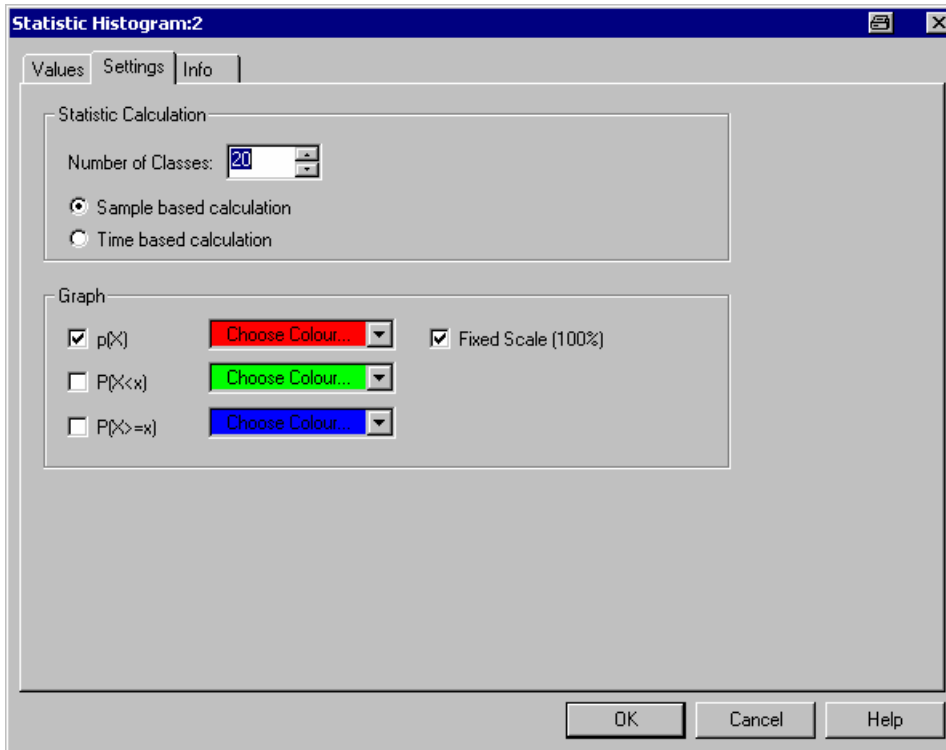 Statistic Histogram:2
Values Settings Info
Statistic Calculation
Number of Classes: 20
Sample based calculation
Time based calculation
Graph
p(X) Choose Colour... Fixed Scale (100%)
P(X<x) Choose Colour...
P(X>=x) Choose Colour...
OK Cancel Help